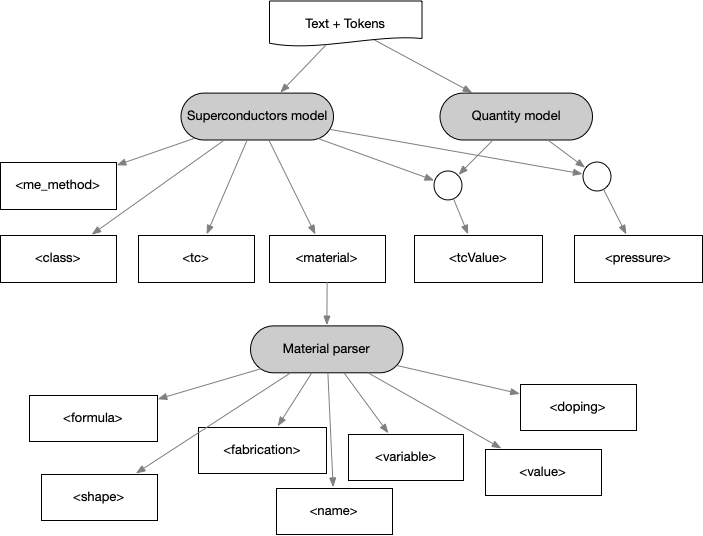 Text + Tokens
Superconductors model
Quantity model
<me_method>
<class>
<tc>
<material>
<tcValue>
<pressure>
Material parser
<formula>
<doping>
<fabrication>
<variable>
<value>
<shape>
<name>